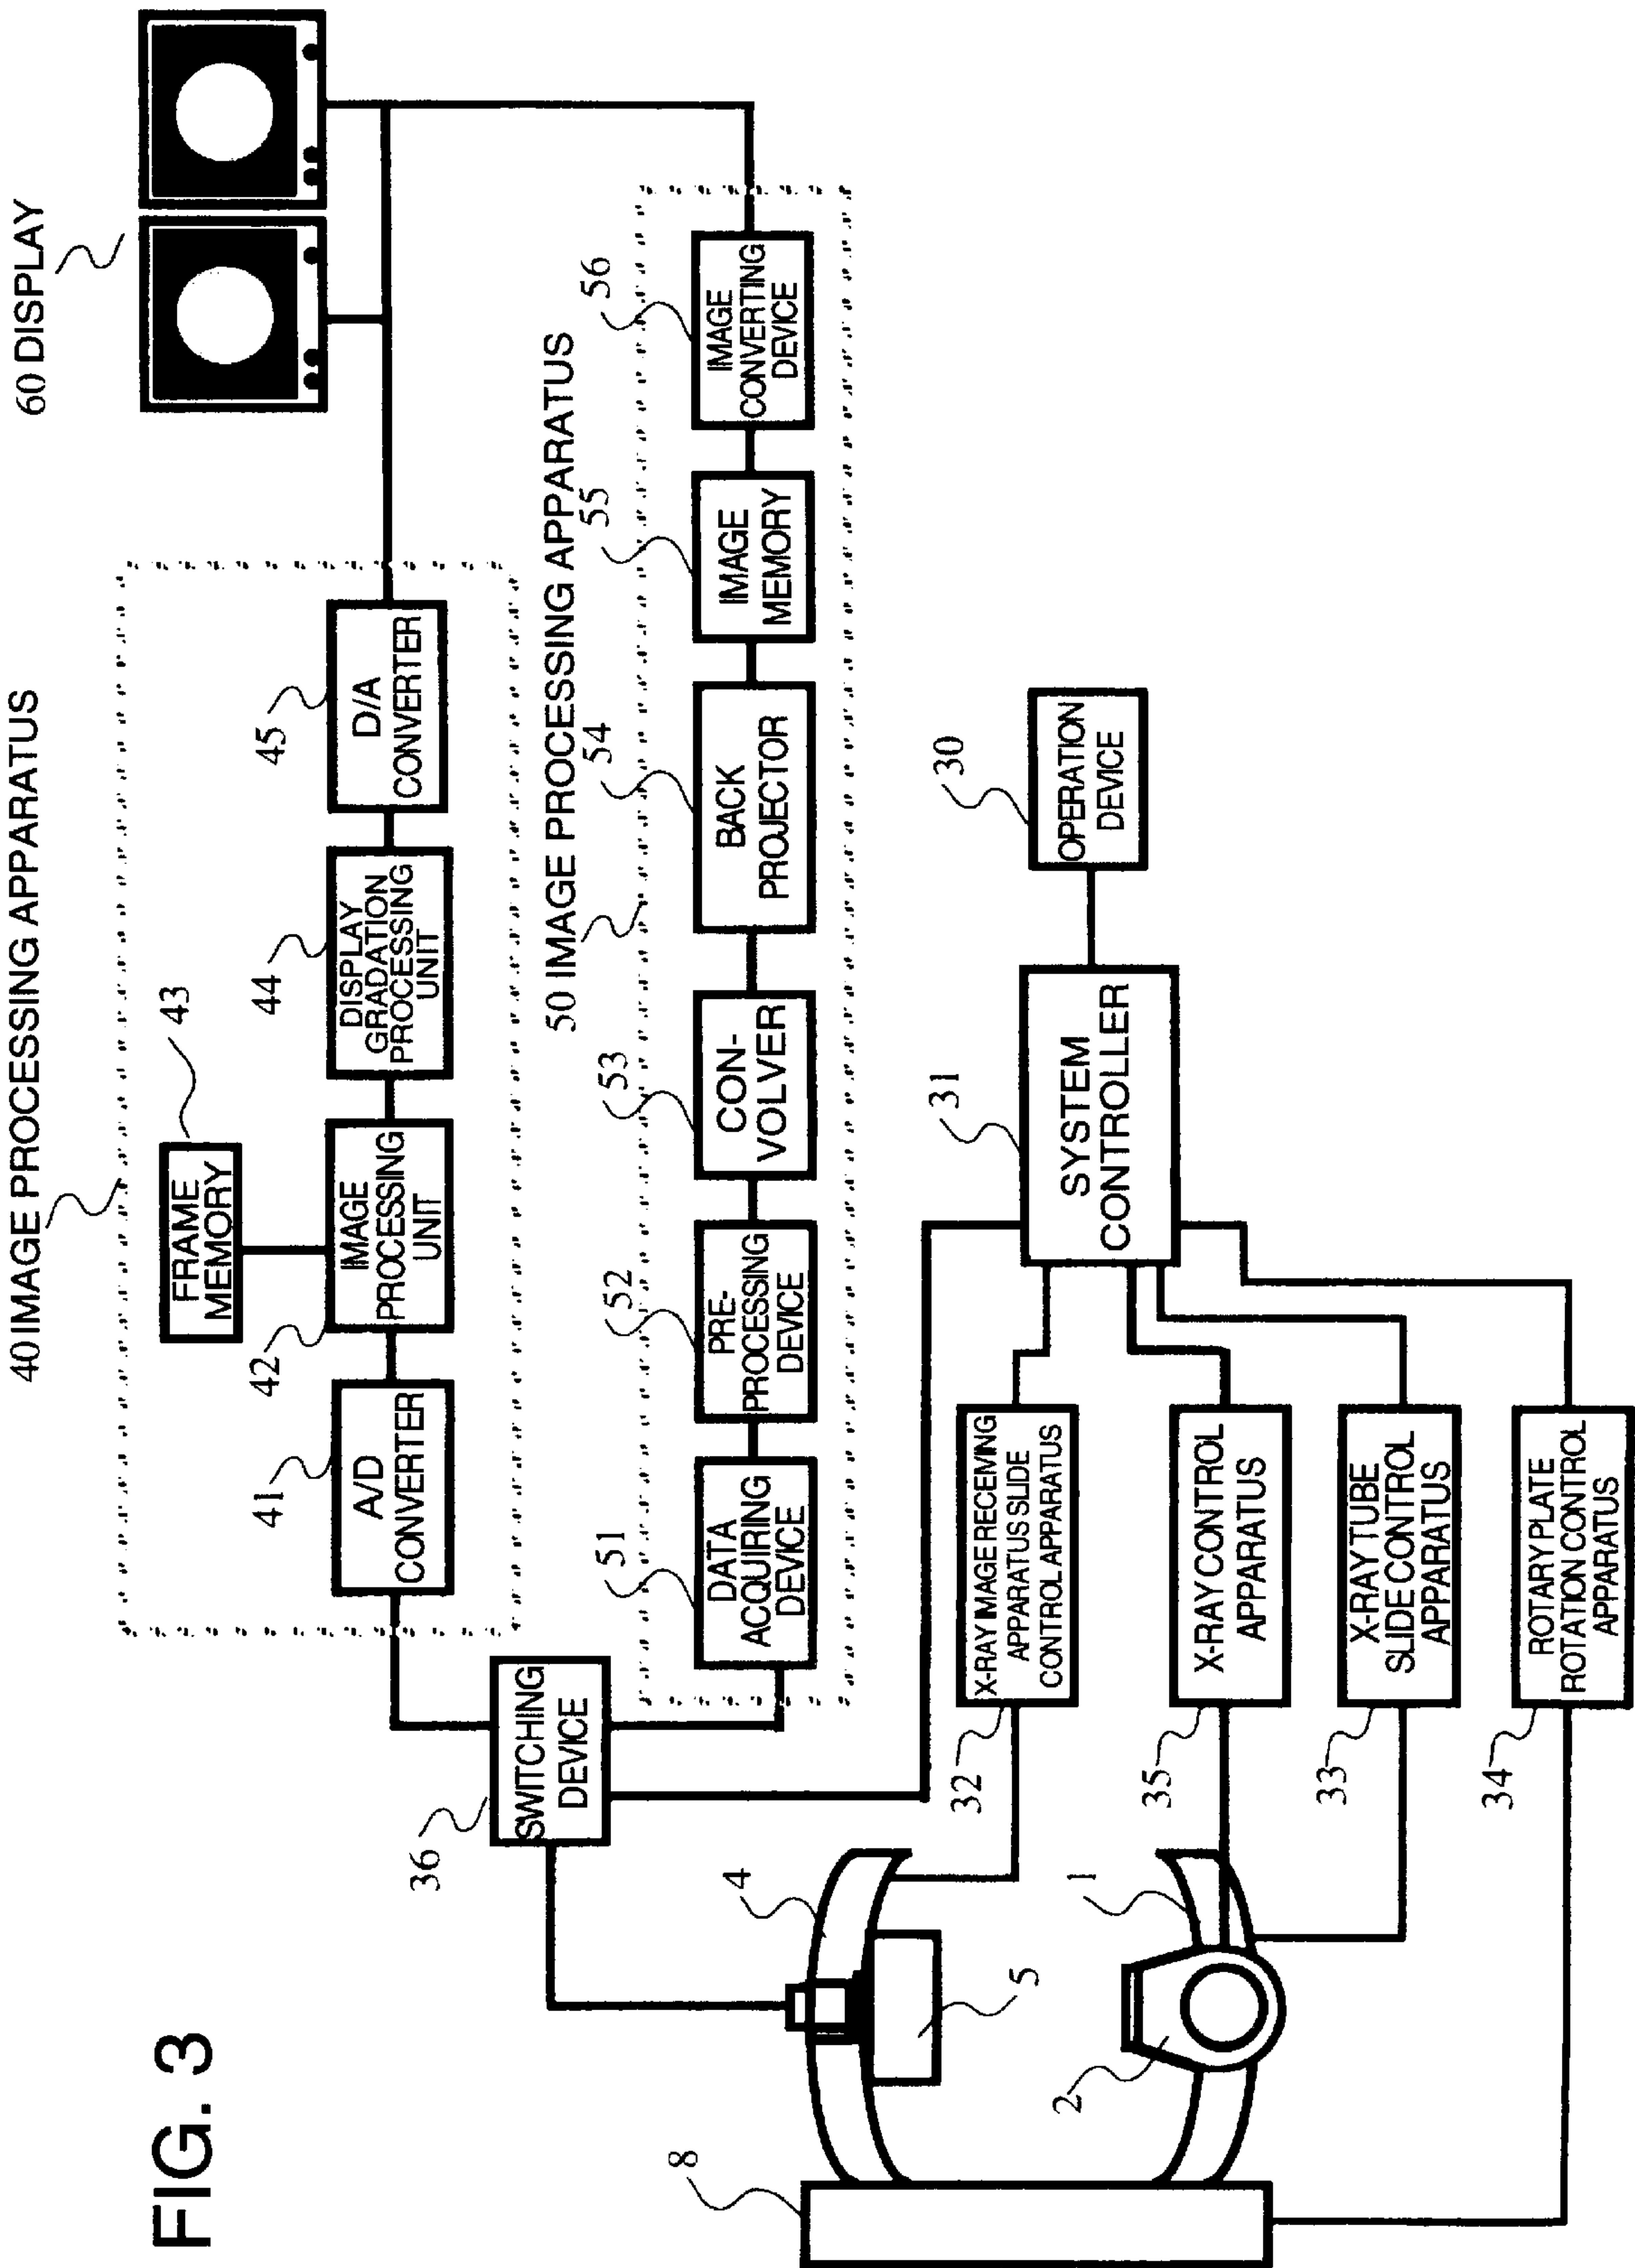 FIG. 3
40 IMAGE PROCESSING APPARATUS
60 DISPLAY
43
FRAME
MEMORY
41
A/D
CONVERTER
42
IMAGE
PROCESSING
UNIT
44
DISPLAY
GRADATION
PROCESSING
UNIT
45
D/A
CONVERTER
36
SWITCHING
DEVICE
50 IMAGE PROCESSING APPARATUS
51
DATA
ACQUIRING
DEVICE
52
PRE-
PROCESSING
DEVICE
53
CON-
VOLVER
54
BACK
PROJECTOR
55
IMAGE
MEMORY
56
IMAGE
CONVERTING
DEVICE
8
4
5
2
1
32
X-RAY IMAGE RECEIVING
APPARATUS SLIDE
CONTROL APPARATUS
35
X-RAY CONTROL
APPARATUS
33
X-RAY TUBE
SLIDE CONTROL
APPARATUS
34
ROTARY PLATE
ROTATION CONTROL
APPARATUS
31
SYSTEM
CONTROLLER
30
OPERATION
DEVICE